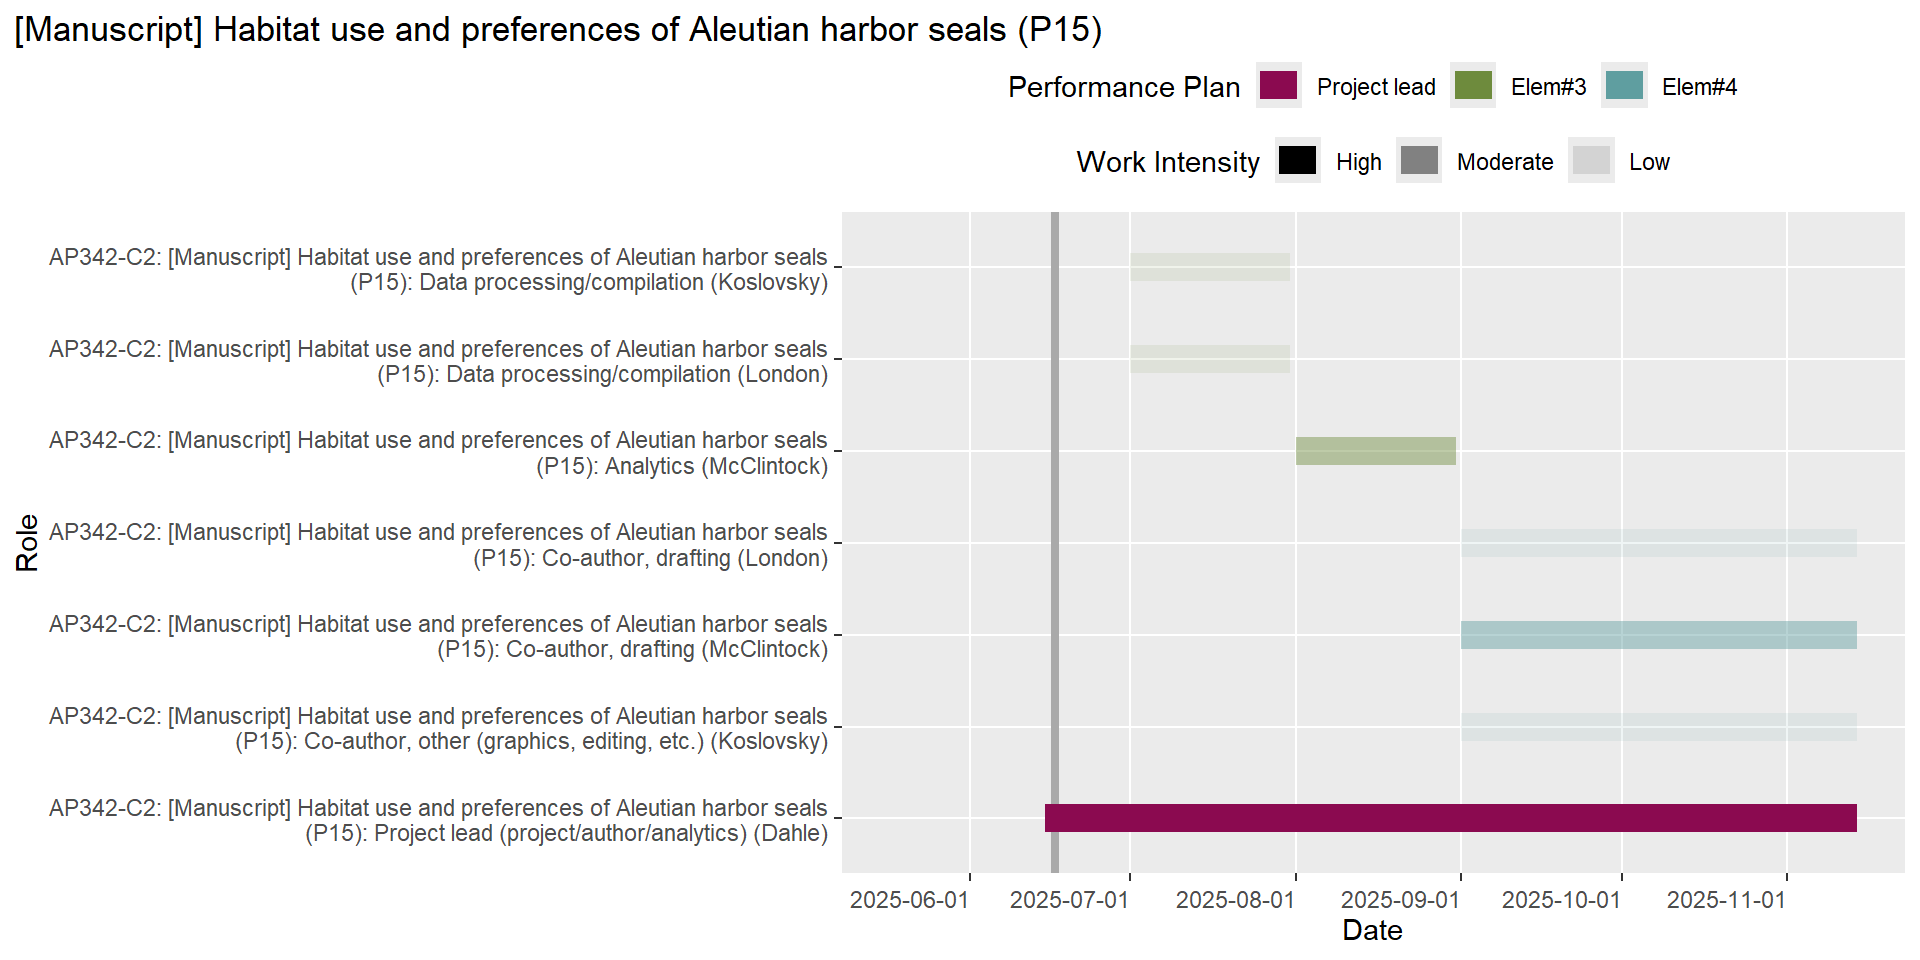 [Manuscript] Habitat use and preferences of Aleutian harbor seals (P15)
Performance Plan Project lead Elem#3 Elem#4
Work Intensity High Moderate Low
AP342-C2: [Manuscript] Habitat use and preferences of Aleutian harbor seals
(P15): Data processing/compilation (Koslovsky)
AP342-C2: [Manuscript] Habitat use and preferences of Aleutian harbor seals
(P15): Data processing/compilation (London)
AP342-C2: [Manuscript] Habitat use and preferences of Aleutian harbor seals
(P15): Analytics (McClintock)
AP342-C2: [Manuscript] Habitat use and preferences of Aleutian harbor seals
(P15): Co-author, drafting (London)
AP342-C2: [Manuscript] Habitat use and preferences of Aleutian harbor seals
(P15): Co-author, drafting (McClintock)
AP342-C2: [Manuscript] Habitat use and preferences of Aleutian harbor seals
(P15): Co-author, other (graphics, editing, etc.) (Koslovsky)
AP342-C2: [Manuscript] Habitat use and preferences of Aleutian harbor seals
(P15): Project lead (project/author/analytics) (Dahle)
Role
2025-06-01 2025-07-01 2025-08-01 2025-09-01 2025-10-01 2025-11-01
Date